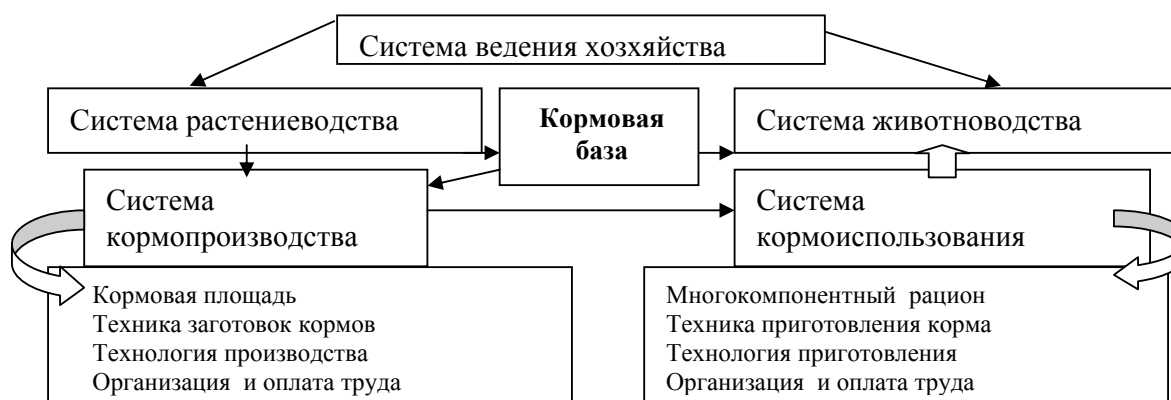 Система ведения хозхяйства
Система растениеводства
Кормовая
база
Система животноводства
Система
кормопроизводства
Система
кормоиспользования
Кормовая площадь
Техника заготовок кормов
Технология производства
Организация и оплата труда
Многокомпонентный рацион
Техника приготовления корма
Технология приготовления
Организация и оплата труда